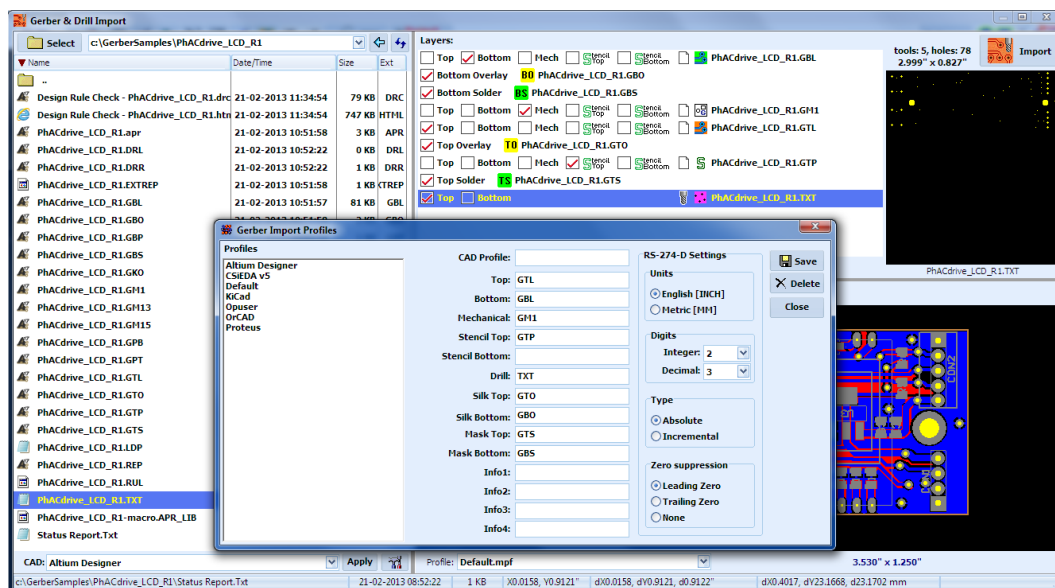 Gerber & Drill Import
Select c:\GerberSamples\PhACdrive_LCD_R1
Name Date/Time Size Ext
..
Design Rule Check - PhACdrive_LCD_R1.drc 21-02-2013 11:34:54 79 KB DRC
Design Rule Check - PhACdrive_LCD_R1.htn 21-02-2013 11:34:54 747 KB HTML
PhACdrive_LCD_R1.apr 21-02-2013 10:51:58 3 KB APR
PhACdrive_LCD_R1.DRL 21-02-2013 10:52:22 0 KB DRL
PhACdrive_LCD_R1.DRR 21-02-2013 10:52:22 1 KB DRR
PhACdrive_LCD_R1.EXTREP 21-02-2013 10:51:58 1 KB XTREP
PhACdrive_LCD_R1.GBL 21-02-2013 10:51:57 81 KB GBL
PhACdrive_LCD_R1.GBO
PhACdrive_LCD_R1.GBP
PhACdrive_LCD_R1.GBS
PhACdrive_LCD_R1.GKO
PhACdrive_LCD_R1.GM1
PhACdrive_LCD_R1.GM13
PhACdrive_LCD_R1.GM15
PhACdrive_LCD_R1.GPB
PhACdrive_LCD_R1.GPT
PhACdrive_LCD_R1.GTL
PhACdrive_LCD_R1.GTO
PhACdrive_LCD_R1.GTP
PhACdrive_LCD_R1.GTS
PhACdrive_LCD_R1.LDP
PhACdrive_LCD_R1.REP
PhACdrive_LCD_R1.RUL
PhACdrive_LCD_R1.TXT
PhACdrive_LCD_R1-macro.APR_LIB
Status Report.Txt
CAD: Altium Designer Apply
Layers:
Top Bottom Mech Stencil Top Stencil Bottom PhACdrive_LCD_R1.GBL
Bottom Overlay BO PhACdrive_LCD_R1.GBO
Bottom Solder BS PhACdrive_LCD_R1.GBS
Top Bottom Mech Stencil Top Stencil Bottom PhACdrive_LCD_R1.GM1
Top Bottom Mech Stencil Top Stencil Bottom PhACdrive_LCD_R1.GTL
Top Overlay TO PhACdrive_LCD_R1.GTO
Top Bottom Mech Stencil Top Stencil Bottom S PhACdrive_LCD_R1.GTP
Top Solder TS PhACdrive_LCD_R1.GTS
Top Bottom PhACdrive_LCD_R1.TXT
tools: 5, holes: 78
2.999" x 0.827"
Import
PhACdrive_LCD_R1.TXT
Gerber Import Profiles
Profiles
Altium Designer
CSiEDA v5
Default
KiCad
Opuser
OrCAD
Proteus
CAD Profile:
Top: GTL
Bottom: GBL
Mechanical: GM1
Stencil Top: GTP
Stencil Bottom:
Drill: TXT
Silk Top: GTO
Silk Bottom: GBO
Mask Top: GTS
Mask Bottom: GBS
Info1:
Info2:
Info3:
Info4:
RS-274-D Settings
Units
English [INCH]
Metric [MM]
Digits
Integer: 2
Decimal: 3
Type
Absolute
Incremental
Zero suppression
Leading Zero
Trailing Zero
None
Save
Delete
Close
CON2
Profile: Default.mpf
3.530" x 1.250"
c:\GerberSamples\PhACdrive_LCD_R1\Status Report.Txt 21-02-2013 08:52:22 1 KB X0.0158, Y0.9121" dX0.0158, dY0.9121, d0.9122" dX0.4017, dY23.1668, d23.1702 mm